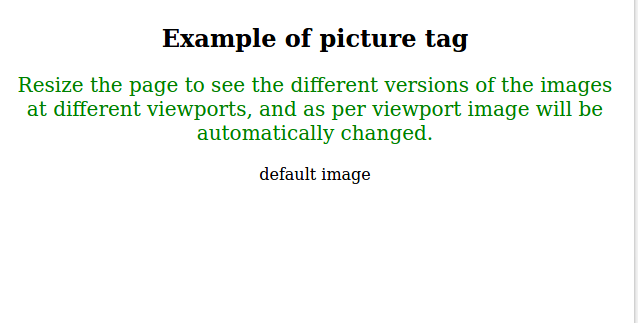 Example of picture tag
Resize the page to see the different versions of the images
at different viewports, and as per viewport image will be
automatically changed.
default image